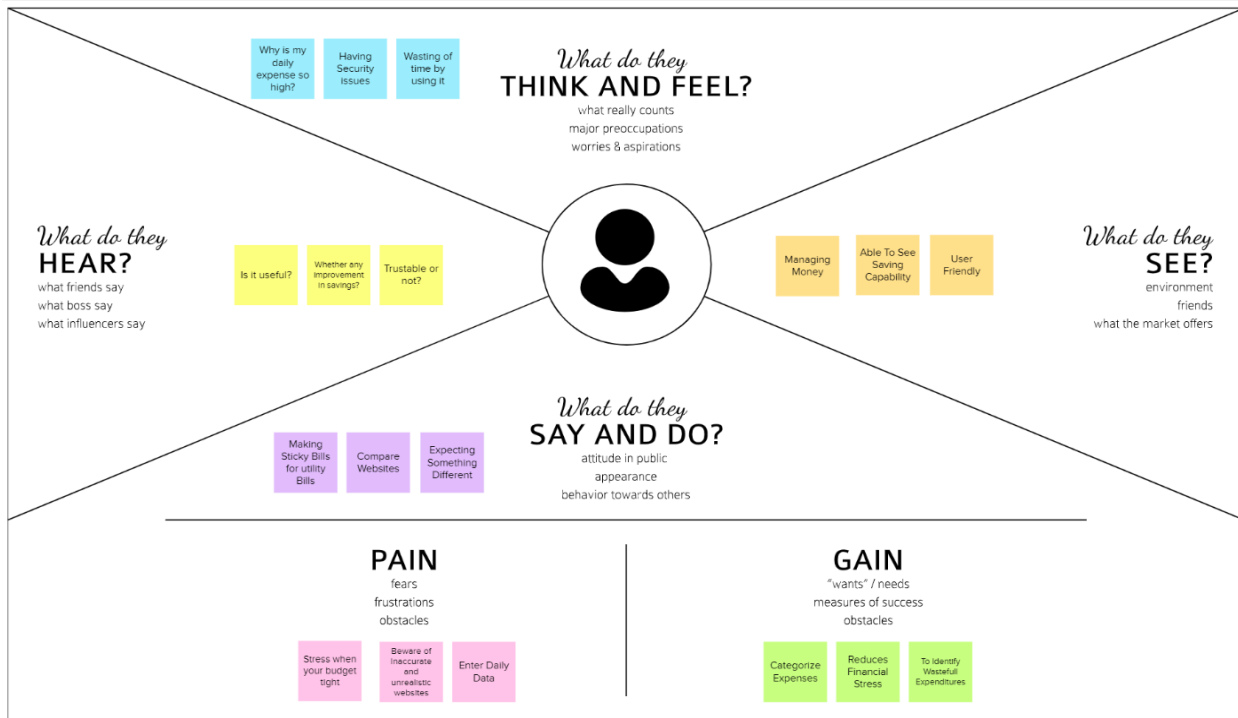 Why is my
daily
expense so
high?
Having
Security
issues
Wasting of
time by
using it
What do they
THINK AND FEEL?
what really counts
major preoccupations
worries & aspirations
What do they
HEAR?
what friends say
what boss say
what influencers say
Is it useful?
Whether any
improvement
in savings?
Trustable or
not?
Managing
Money
Able To See
Saving
Capability
User
Friendly
What do they
SEE?
environment
friends
what the market offers
What do they
SAY AND DO?
attitude in public
appearance
behavior towards others
Making
Sticky Bills
for utility
Bills
Compare
Websites
Expecting
Something
Different
PAIN
fears
frustrations
obstacles
Stress when
your budget
tight
Beware of
Inaccurate
and
unrealistic
websites
Enter Daily
Data
GAIN
"wants" / needs
measures of success
obstacles
Categorize
Expenses
Reduces
Financial
Stress
To Identify
Wastefull
Expenditures